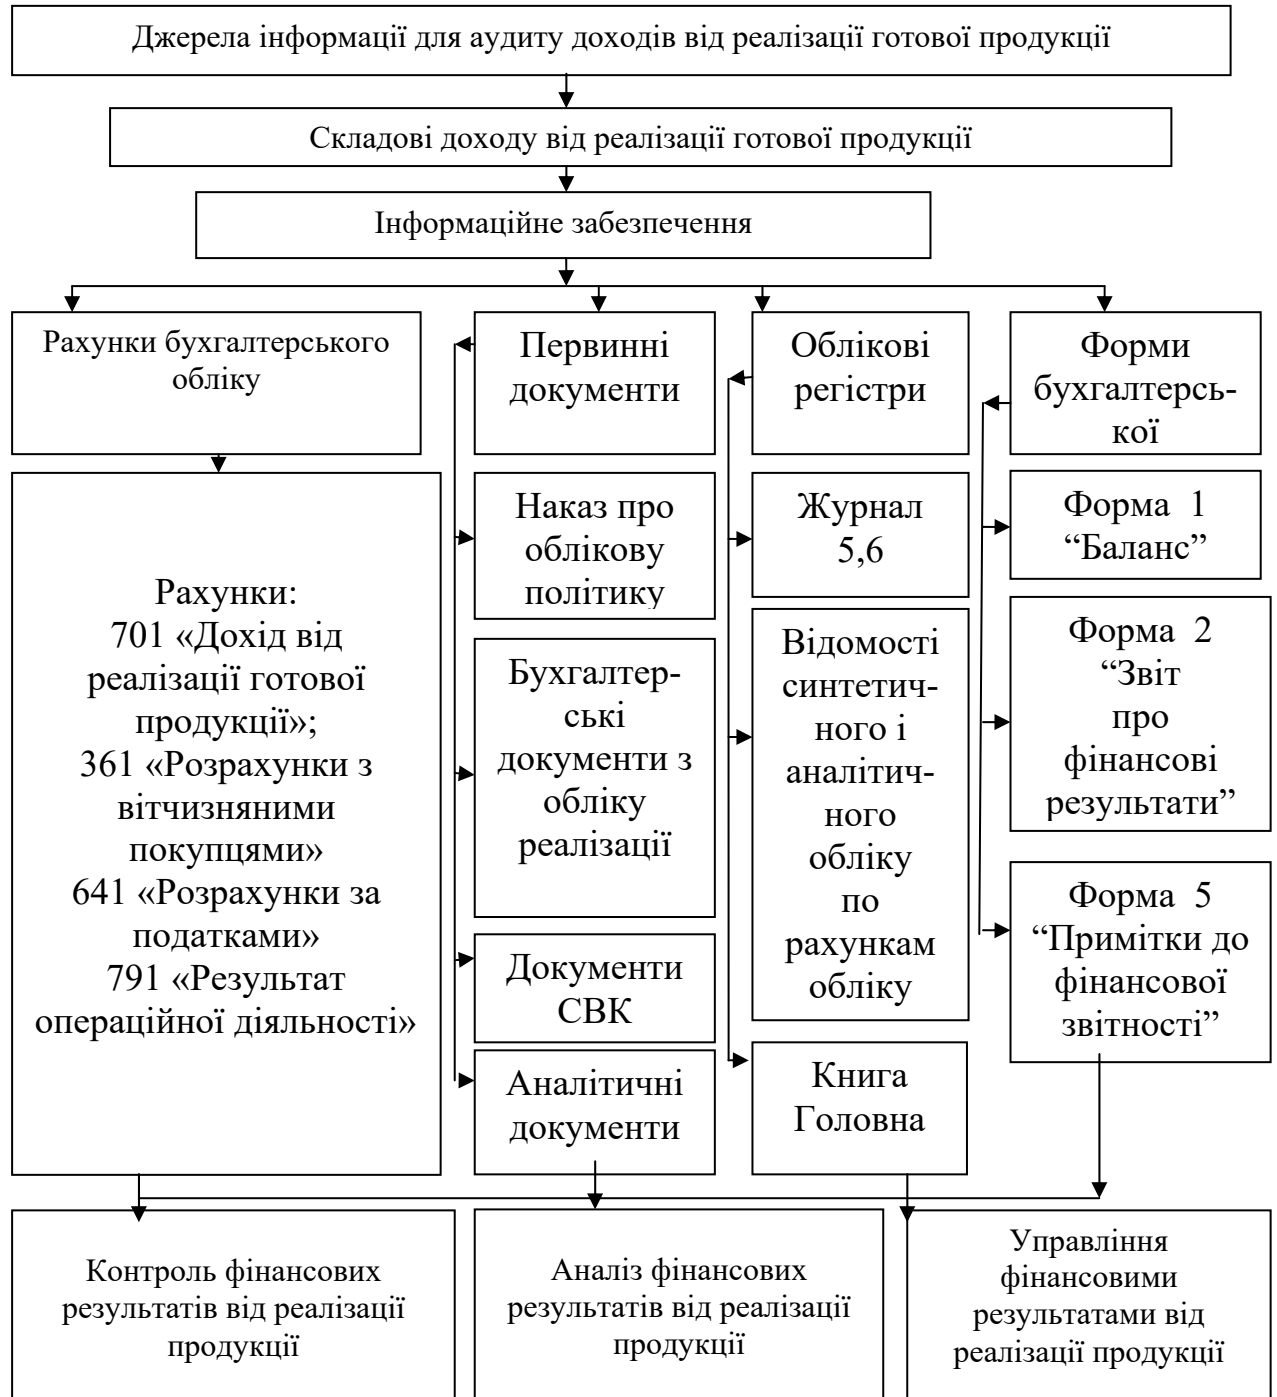 Джерела інформації для аудиту доходів від реалізації готової продукції
Складові доходу від реалізації готової продукції
Інформаційне забезпечення
Рахунки бухгалтерського
обліку
Первинні
документи
Облікові
регістри
Форми
бухгалтерсь-
кої
Рахунки:
701 «Дохід від
реалізації готової
продукції»;
361 «Розрахунки з
вітчизняними
покупцями»
641 «Розрахунки за
податками»
791 «Результат
операційної діяльності»
Наказ про
облікову
політику
Бухгалтер-
ські
документи з
обліку
реалізації
Документи
СВК
Аналітичні
документи
Журнал
5,6
Відомості
синтетич-
ного і
аналітич-
ного
обліку
по
рахункам
обліку
Книга
Головна
Форма 1
“Баланс”
Форма 2
“Звіт
про
фінансові
результати”
Форма 5
“Примітки до
фінансової
звітності”
Контроль фінансових
результатів від реалізації
продукції
Аналіз фінансових
результатів від реалізації
продукції
Управління
фінансовими
результатами від
реалізації продукції